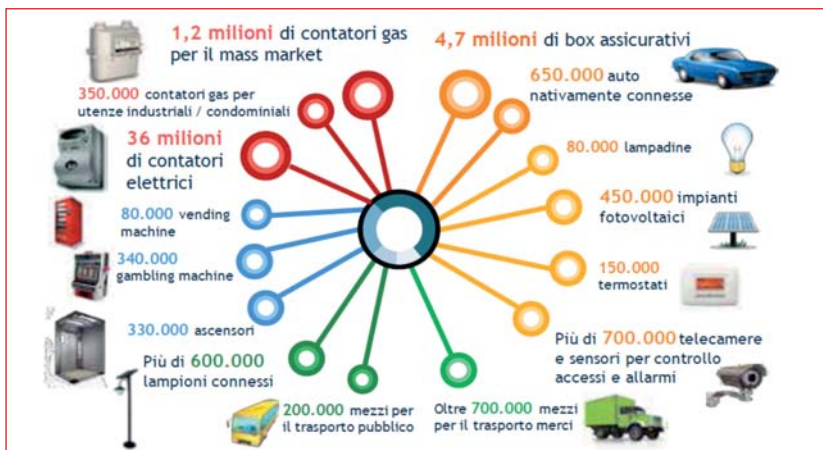 1,2 milioni di contatori gas
per il mass market
4,7 milioni di box assicurativi
650.000 auto
nativamente connesse
350.000 contatori gas per
utenze industriali / condominiali
36 milioni
di contatori
elettrici
80.000 lampadine
450.000 impianti
fotovoltaici
80.000 vending
machine
340.000
gambling machine
150.000
termostati
330.000 ascensori
Più di 700.000 telecamere
e sensori per controllo
accessi e allarmi
Più di 600.000
lampioni connessi
200.000 mezzi per
il trasporto pubblico
Oltre 700.000 mezzi
per il trasporto merci